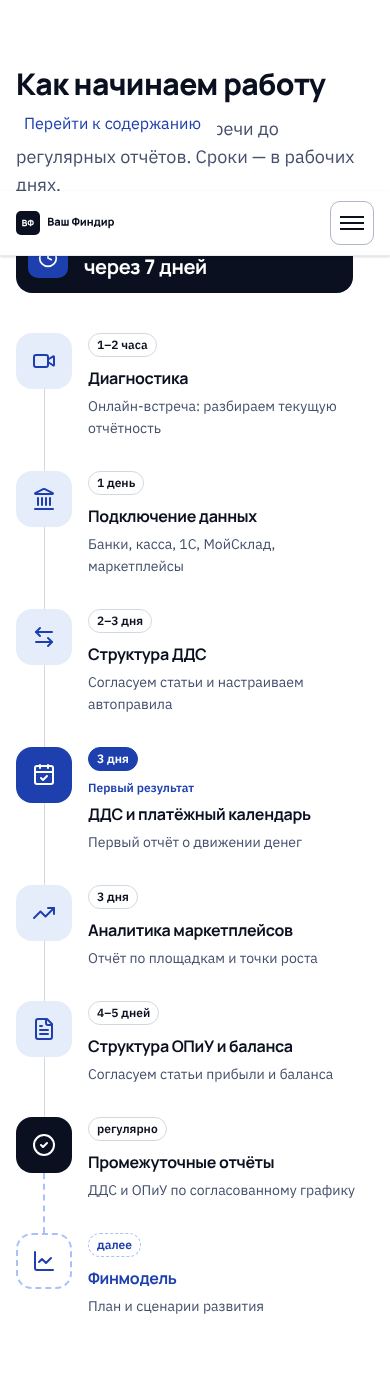 Как начинаем работу
Перейти к содержанию
речи до
регулярных отчётов. Сроки — в рабочих
днях.
ВФ Ваш Финдир
через 7 дней
1–2 часа
Диагностика
Онлайн-встреча: разбираем текущую
отчётность
1 день
Подключение данных
Банки, касса, 1С, МойСклад,
маркетплейсы
2–3 дня
Структура ДДС
Согласуем статьи и настраиваем
автоправила
3 дня
Первый результат
ДДС и платёжный календарь
Первый отчёт о движении денег
3 дня
Аналитика маркетплейсов
Отчёт по площадкам и точки роста
4–5 дней
Структура ОПиУ и баланса
Согласуем статьи прибыли и баланса
регулярно
Промежуточные отчёты
ДДС и ОПиУ по согласованному графику
далее
Финмодель
План и сценарии развития